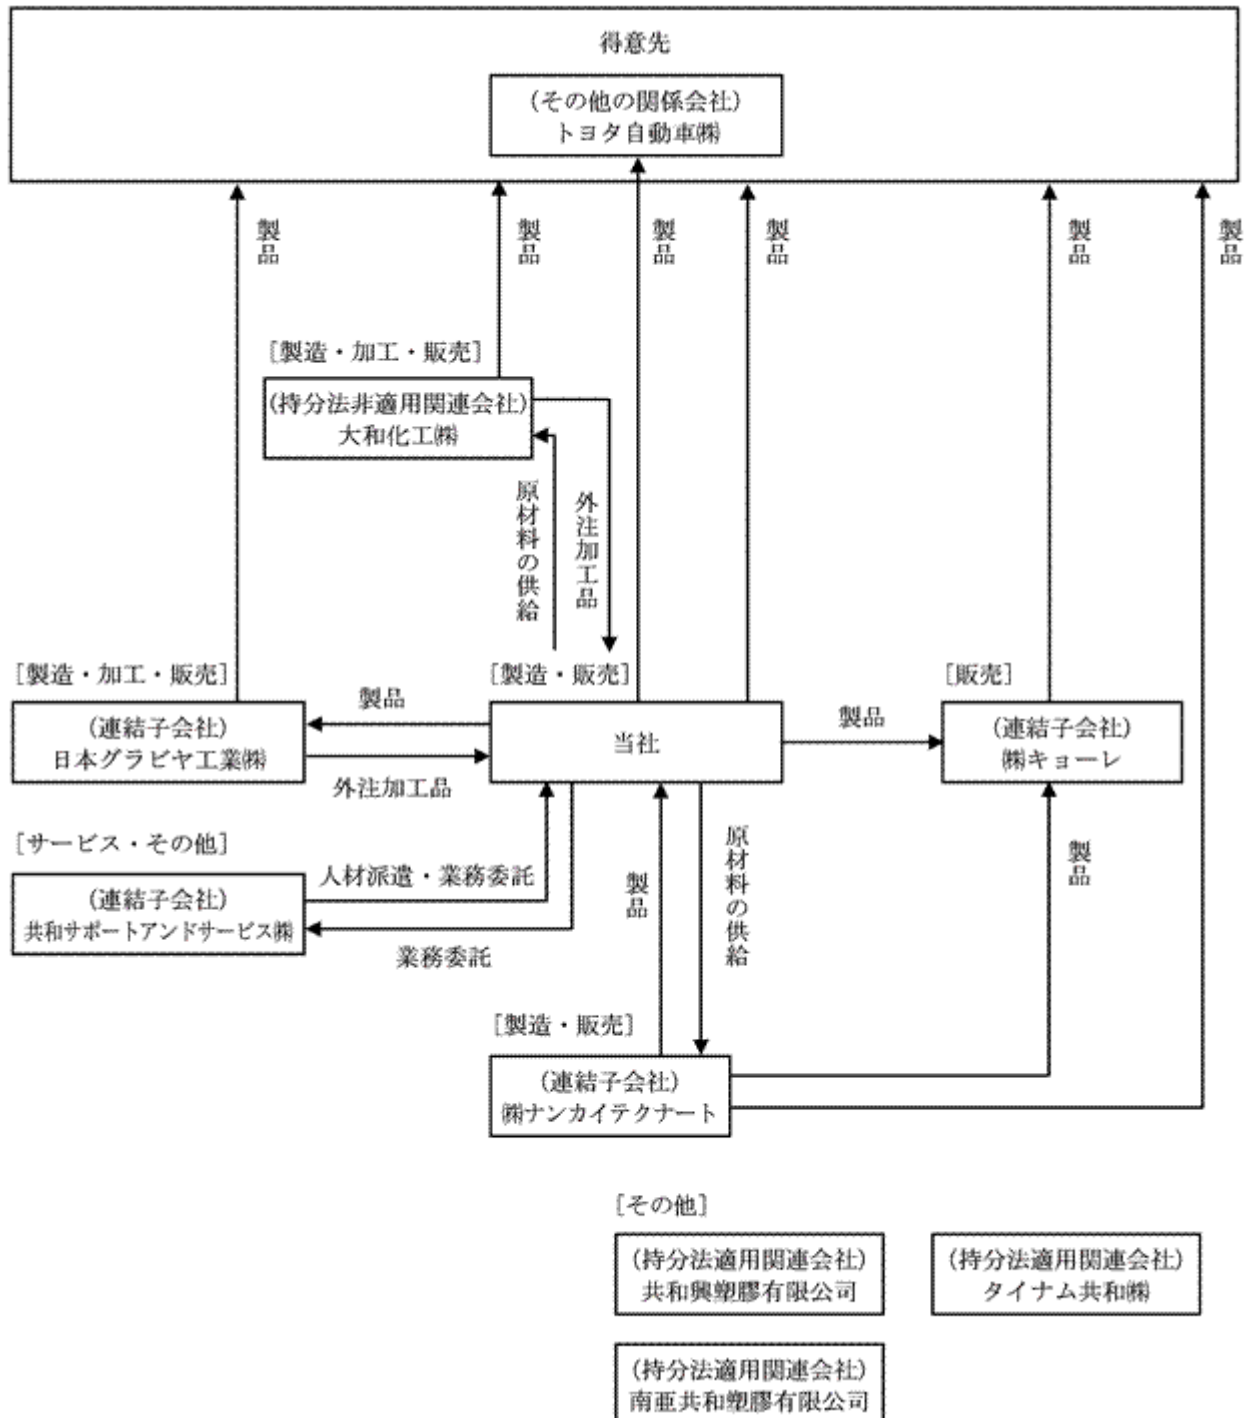 得意先
(その他の関係会社)
トヨタ自動車㈱
製品
製品
製品
製品
製品
製品
[製造・加工・販売]
(持分法非適用関連会社)
大和化工㈱
原材料の供給
外注加工品
[製造・加工・販売]
(連結子会社)
日本グラビヤ工業㈱
製品
外注加工品
[製造・販売]
当社
製品
[販売]
(連結子会社)
㈱キョーレ
[サービス・その他]
(連結子会社)
共和サポートアンドサービス㈱
人材派遣・業務委託
業務委託
製品
原材料の供給
製品
[製造・販売]
(連結子会社)
㈱ナンカイテクナート
[その他]
(持分法適用関連会社)
共和興塑膠有限公司
(持分法適用関連会社)
タイナム共和㈱
(持分法適用関連会社)
南亜共和塑膠有限公司